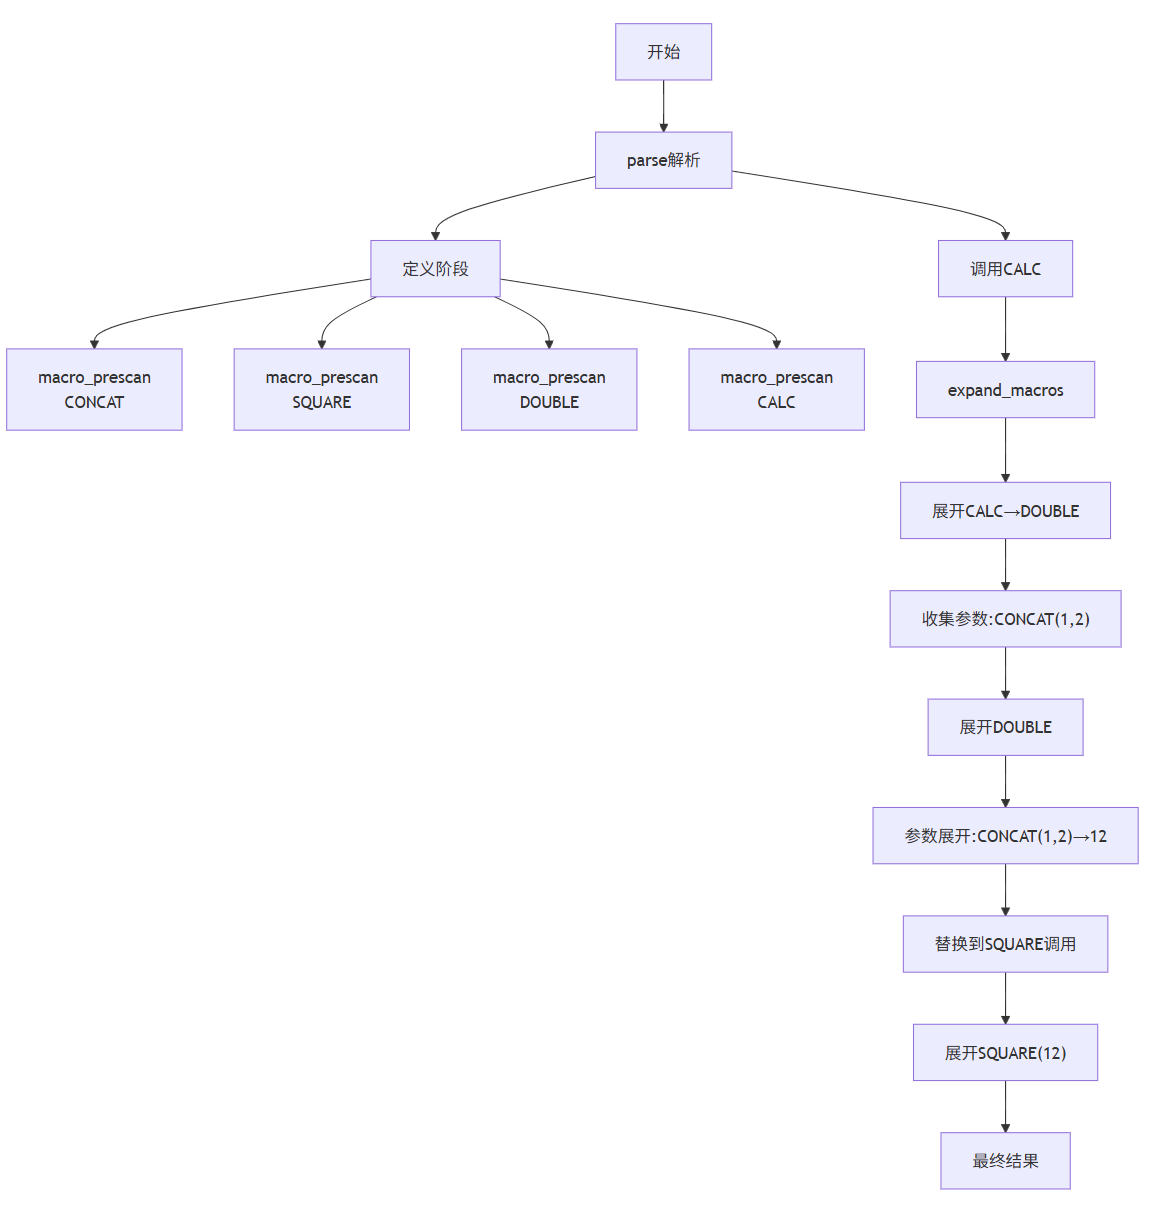 开始
parse解析
定义阶段
调用CALC
macro_prescan
CONCAT
macro_prescan
SQUARE
macro_prescan
DOUBLE
macro_prescan
CALC
expand_macros
展开CALC→DOUBLE
收集参数:CONCAT(1,2)
展开DOUBLE
参数展开:CONCAT(1,2)→12
替换到SQUARE调用
展开SQUARE(12)
最终结果